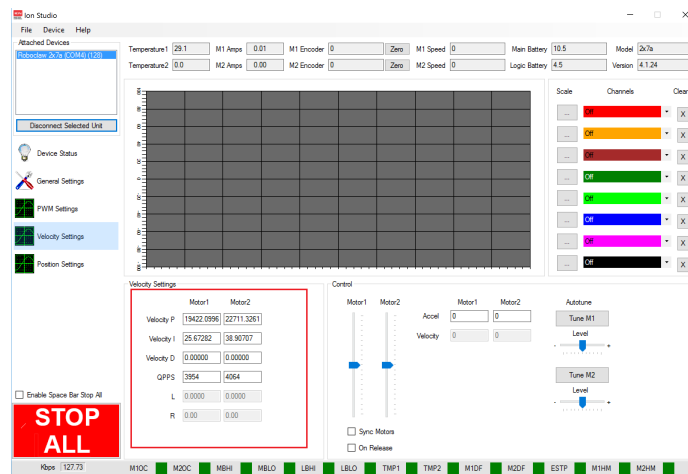 Ion Studio
File Device Help
Attached Devices
Roboclaw 2x7a (COM4) (128)
Disconnect Selected Unit
Device Status
General Settings
PWM Settings
Velocity Settings
Position Settings
Enable Space Bar Stop All
STOP
ALL
Temperature1 29.1 M1 Amps 0.01 M1 Encoder 0 Zero M1 Speed 0 Main Battery 10.5 Model 2x7a
Temperature2 0.0 M2 Amps 0.00 M2 Encoder 0 Zero M2 Speed 0 Logic Battery 4.5 Version 4.1.24
Scale Channels Clear
... Off X
... Off X
... Off X
... Off X
... Off X
... Off X
... Off X
... Off X
Velocity Settings
Motor1 Motor2
Velocity P 19422.0996 22711.3261
Velocity I 25.67282 38.90707
Velocity D 0.00000 0.00000
QPPS 3954 4064
L 0.0000 0.0000
R 0.00 0.00
Control
Motor1 Motor2 Motor1 Motor2
Accel 0 0
Velocity 0 0
Sync Motors
On Release
Autotune
Tune M1
Level
- +
Tune M2
Level
- +
Kbps 127.73 M1OC M2OC MBHI MBLO LBHI LBLO TMP1 TMP2 M1DF M2DF ESTP M1HM M2HM